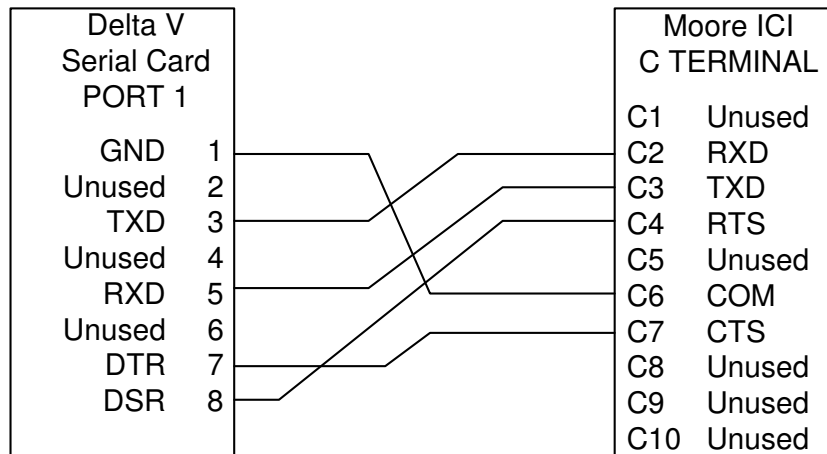 Delta V
Serial Card
PORT 1
GND 1
Unused 2
TXD 3
Unused 4
RXD 5
Unused 6
DTR 7
DSR 8
Moore ICI
C TERMINAL
C1 Unused
C2 RXD
C3 TXD
C4 RTS
C5 Unused
C6 COM
C7 CTS
C8 Unused
C9 Unused
C10 Unused